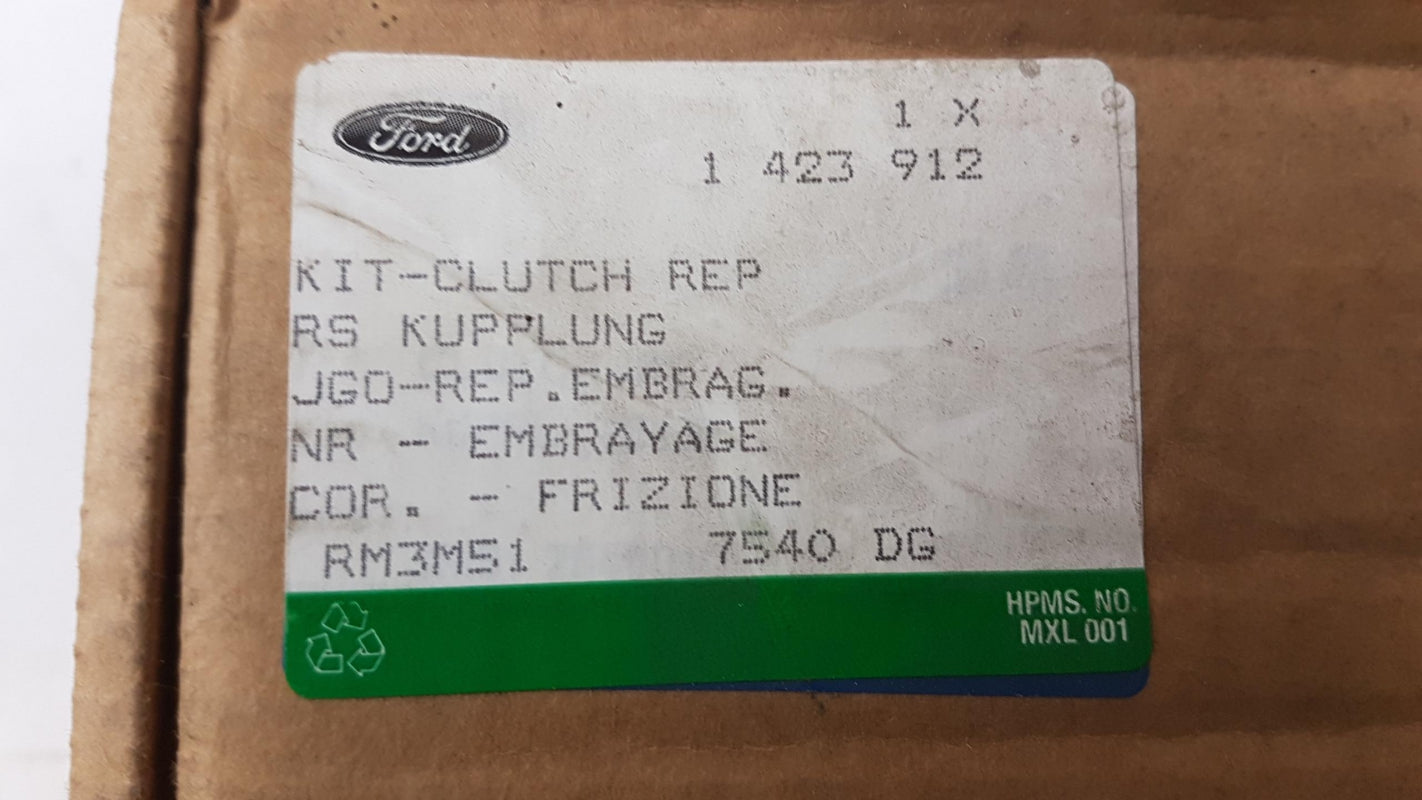 Ford
1 X
1 423 912
KIT-CLUTCH REP
RS KUPPLUNG
JGO-REP.EMBRAG.
NR - EMBRAYAGE
COR. - FRIZIONE
RM3M51 7540 DG
HPMS. NO.
MXL 001